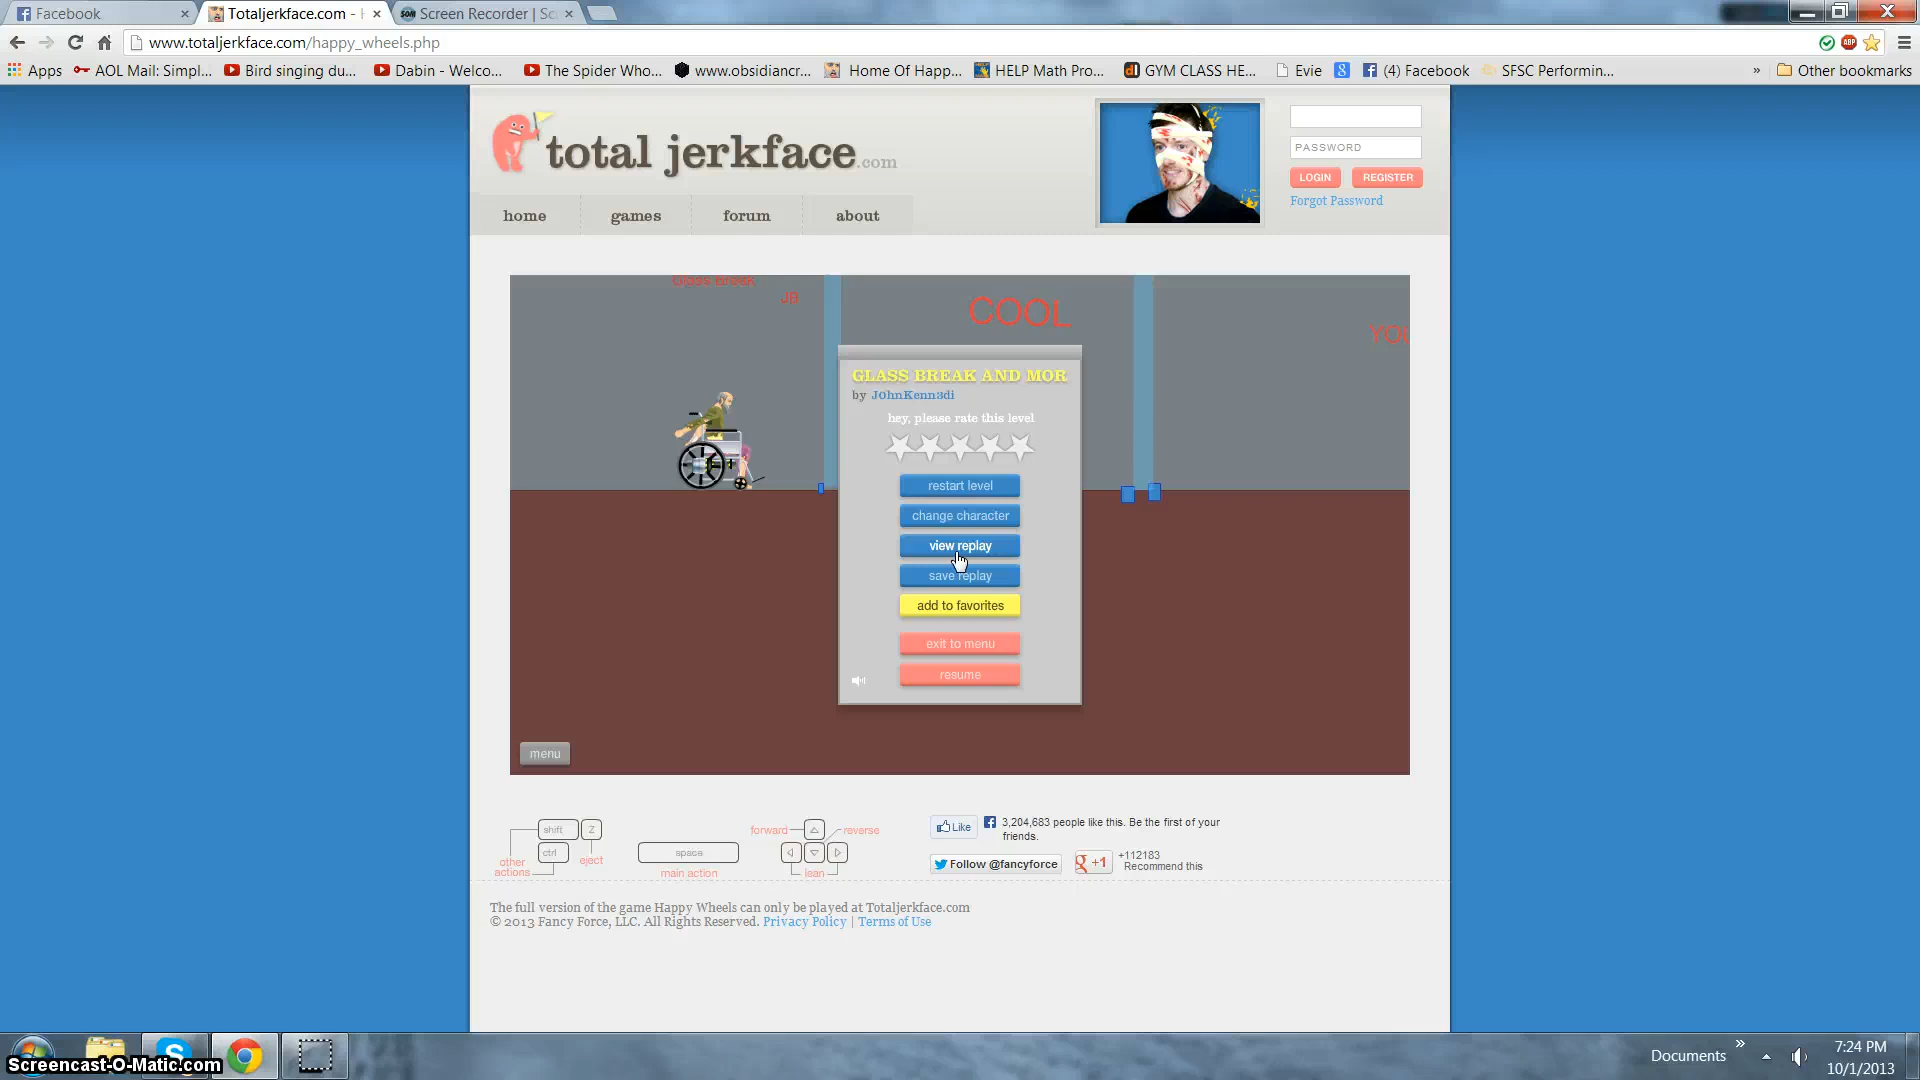 Facebook
Totaljerkface.com - H
Screen Recorder | Sc
www.totaljerkface.com/happy_wheels.php
Apps
AOL Mail: Simpl...
Bird singing du...
Dabin - Welco...
The Spider Who...
www.obsidiancr...
Home Of Happ...
HELP Math Pro...
GYM CLASS HE...
Evie
(4) Facebook
SFSC Performin...
»
Other bookmarks
total jerkface.com
PASSWORD
LOGIN
REGISTER
Forgot Password
home
games
forum
about
Glass Break
JB
COOL
GLASS BREAK AND MOR
by J0hnKenn3di
hey, please rate this level
restart level
change character
view replay
save replay
add to favorites
exit to menu
resume
menu
shift
Z
ctrl
other
actions
eject
space
main action
forward
reverse
lean
Like
3,204,683 people like this. Be the first of your
friends.
Follow @fancyforce
+1
+112183
Recommend this
The full version of the game Happy Wheels can only be played at Totaljerkface.com
© 2013 Fancy Force, LLC. All Rights Reserved. Privacy Policy | Terms of Use
Screencast-O-Matic.com
Documents
»
7:24 PM
10/1/2013